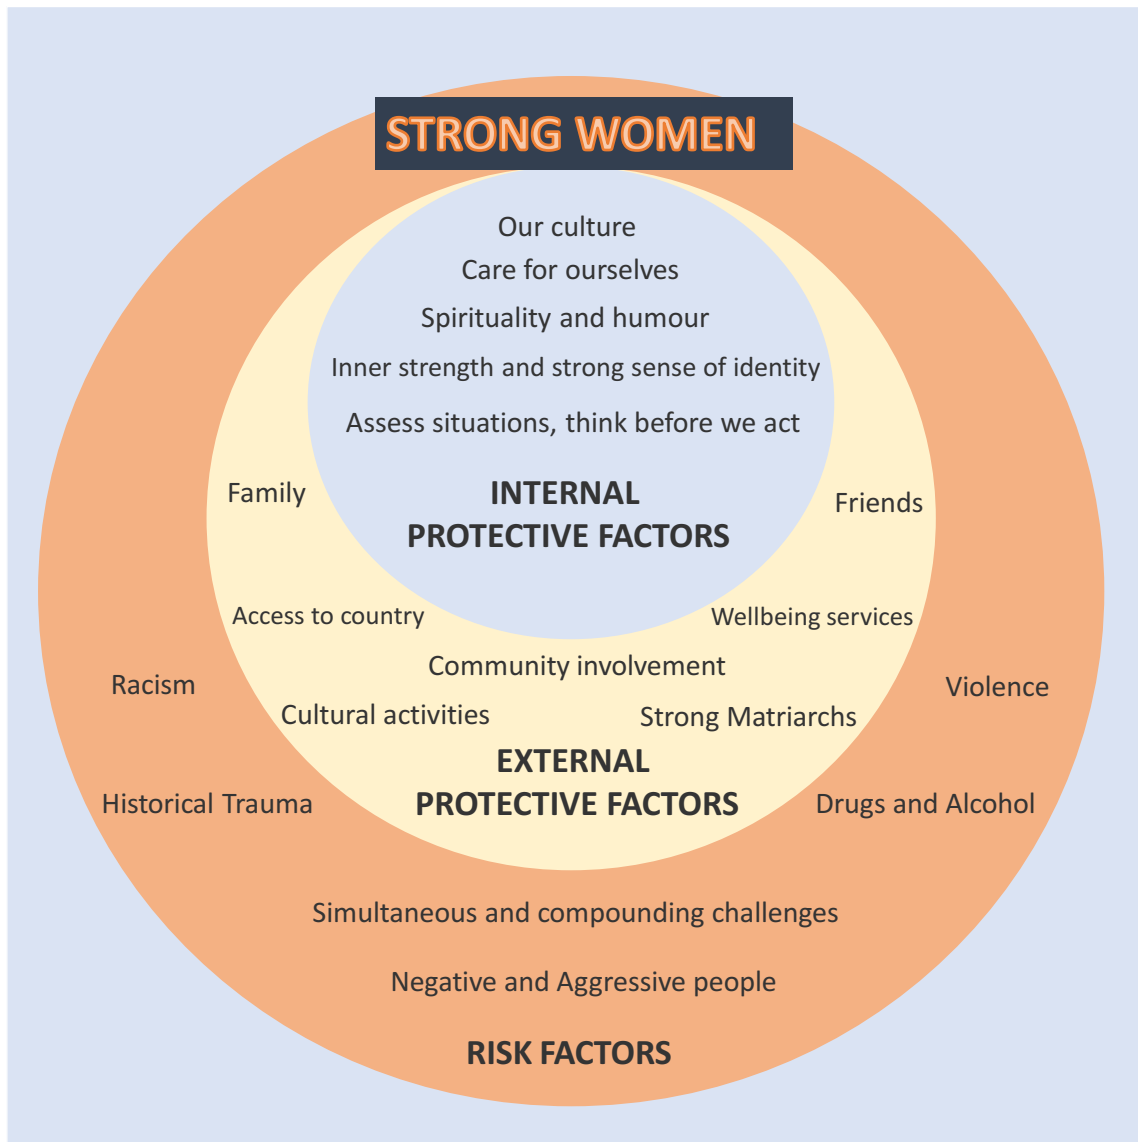 STRONG WOMEN
Our culture
Care for ourselves
Spirituality and humour
Inner strength and strong sense of identity
Assess situations, think before we act
INTERNAL
PROTECTIVE FACTORS
Family
Friends
Access to country
Wellbeing services
Community involvement
Cultural activities
Strong Matriarchs
EXTERNAL
PROTECTIVE FACTORS
Racism
Violence
Historical Trauma
Drugs and Alcohol
Simultaneous and compounding challenges
Negative and Aggressive people
RISK FACTORS